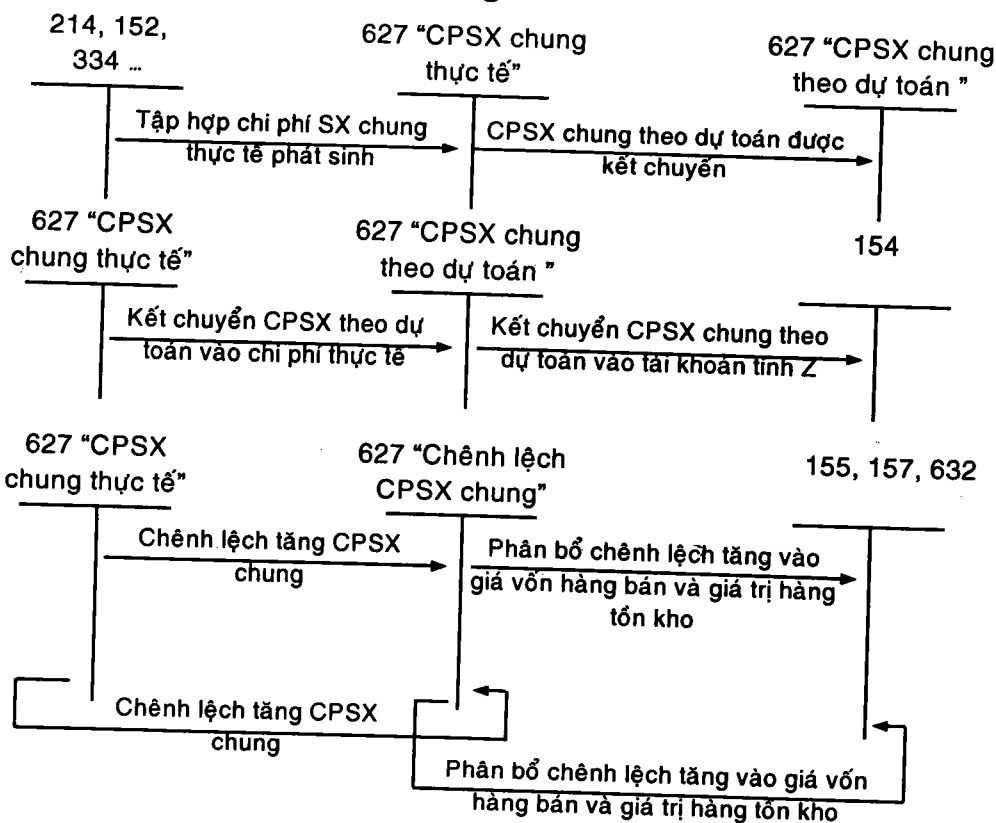 214, 152,
334 ...
627 “CPSX chung
thực tế”
627 “CPSX chung
theo dự toán ”
Tập hợp chi phí SX chung
thực tế phát sinh
CPSX chung theo dự toán được
kết chuyển
627 “CPSX
chung thực tế”
627 “CPSX chung
theo dự toán ”
154
Kết chuyển CPSX theo dự
toán vào chi phí thực tế
Kết chuyển CPSX chung theo
dự toán vào tài khoản tính Z
627 “CPSX
chung thực tế”
627 “Chênh lệch
CPSX chung”
155, 157, 632
Chênh lệch tăng CPSX
chung
Phân bổ chênh lệch tăng vào
giá vốn hàng bán và giá trị hàng
tồn kho
Chênh lệch tăng CPSX
chung
Phân bổ chênh lệch tăng vào giá vốn
hàng bán và giá trị hàng tồn kho